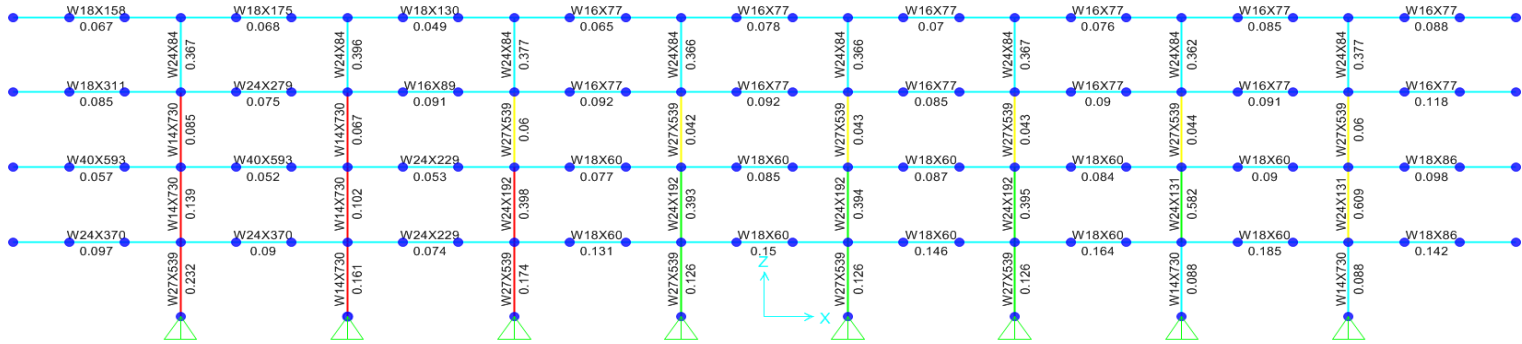 W18X158 W18X175 W18X130 W16X77 W16X77 W16X77 W16X77 W16X77 W16X77
0.067 0.068 0.049 0.065 0.078 0.07 0.076 0.085 0.088
W24X84 W24X84 W24X84 W24X84 W24X84 W24X84 W24X84 W24X84
0.367 0.396 0.377 0.366 0.366 0.367 0.362 0.377
W18X311 W24X279 W16X89 W16X77 W16X77 W16X77 W16X77 W16X77 W16X77
0.085 0.075 0.091 0.092 0.092 0.085 0.09 0.091 0.118
W14X730 W14X730 W27X539 W27X539 W27X539 W27X539 W27X539 W27X539
0.085 0.067 0.06 0.042 0.043 0.043 0.044 0.06
W40X593 W40X593 W24X229 W18X60 W18X60 W18X60 W18X60 W18X60 W18X86
0.057 0.052 0.053 0.077 0.085 0.087 0.084 0.09 0.098
W14X730 W14X730 W24X192 W24X192 W24X192 W24X192 W24X131 W24X131
0.139 0.102 0.398 0.393 0.394 0.395 0.582 0.609
W24X370 W24X370 W24X229 W18X60 W18X60 W18X60 W18X60 W18X60 W18X86
0.097 0.09 0.074 0.131 0.15 0.146 0.164 0.185 0.142
W27X539 W14X730 W27X539 W27X539 W27X539 W27X539 W14X730 W14X730
0.232 0.161 0.174 0.126 0.126 0.126 0.088 0.088
Z
X